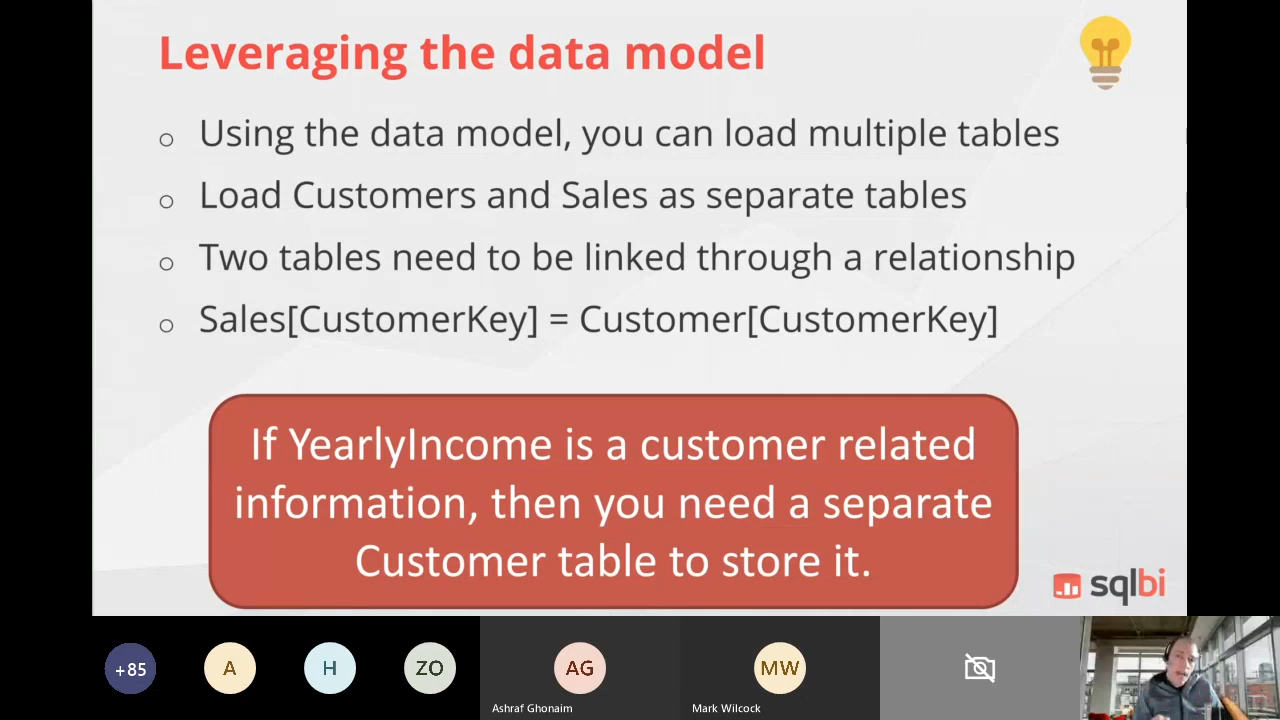 Leveraging the data model
Using the data model, you can load multiple tables
Load Customers and Sales as separate tables
Two tables need to be linked through a relationship
Sales[CustomerKey] = Customer[CustomerKey]
If YearlyIncome is a customer related
information, then you need a separate
Customer table to store it.
sqlbi
+85
A
H
ZO
AG
MW
Ashraf Ghonaim
Mark Wilcock